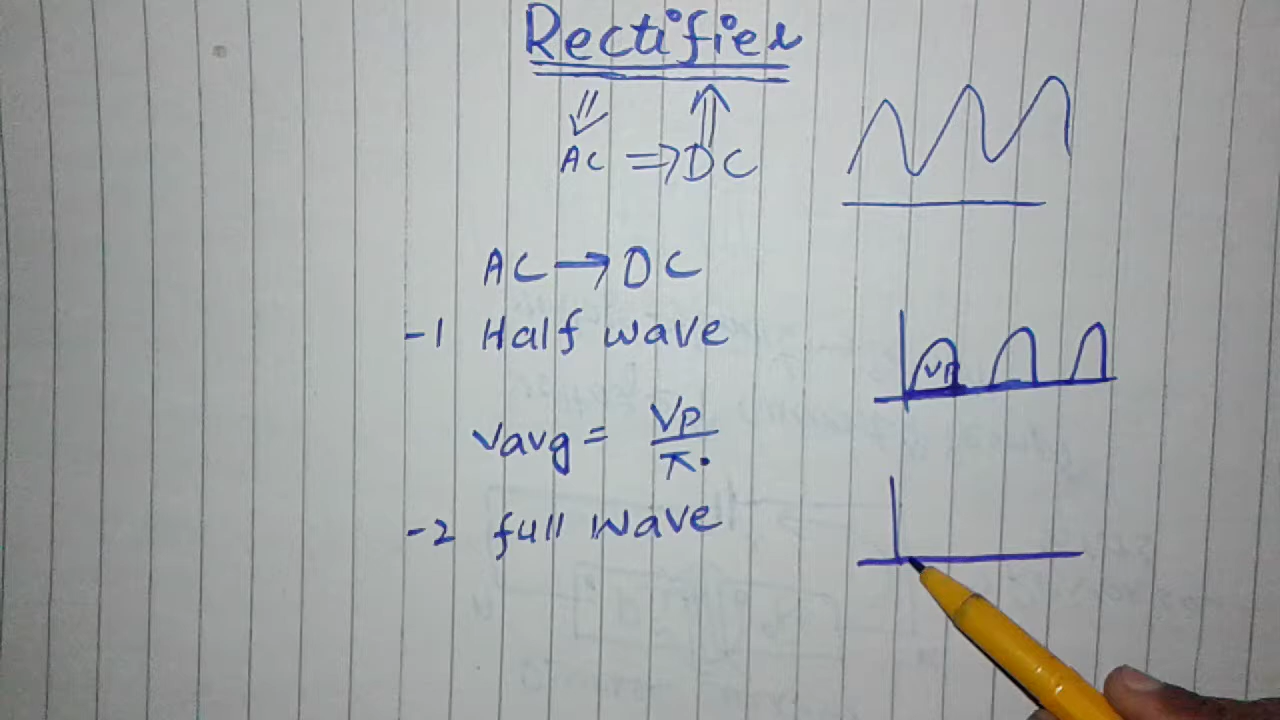 Rectifier
AC ⇒ DC
AC → DC
-1 Half wave
Vp
Vavg = Vp/π.
-2 full wave